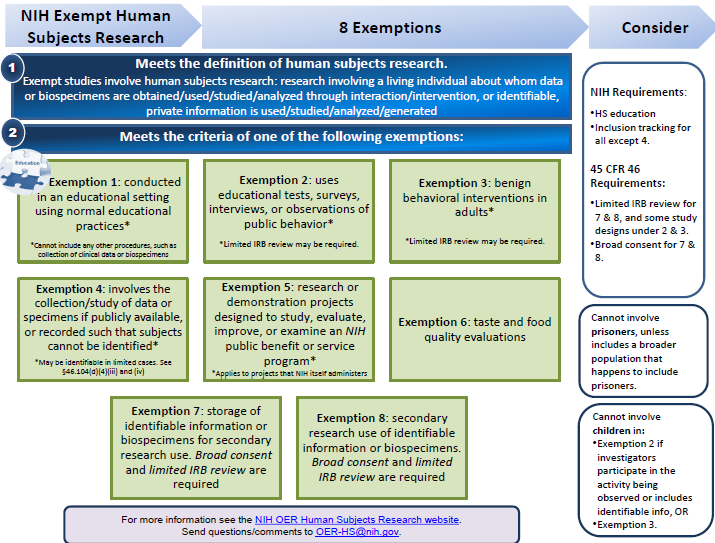 NIH Exempt Human
Subjects Research
8 Exemptions
Consider
1
Meets the definition of human subjects research.
Exempt studies involve human subjects research: research involving a living individual about whom data
or biospecimens are obtained/used/studied/analyzed through interaction/intervention, or identifiable,
private information is used/studied/analyzed/generated
2
Meets the criteria of one of the following exemptions:
Education
Exemption 1: conducted
in an educational setting
using normal educational
practices*
*Cannot include any other procedures, such as
collection of clinical data or biospecimens
Exemption 2: uses
educational tests, surveys,
interviews, or observations of
public behavior*
*Limited IRB review may be required.
Exemption 3: benign
behavioral interventions in
adults*
*Limited IRB review may be required.
Exemption 4: involves the
collection/study of data or
specimens if publicly available,
or recorded such that subjects
cannot be identified*
*May be identifiable in limited cases. See
§46.104(d)(4)(iii) and (iv)
Exemption 5: research or
demonstration projects
designed to study, evaluate,
improve, or examine an NIH
public benefit or service
program*
*Applies to projects that NIH itself administers
Exemption 6: taste and food
quality evaluations
Exemption 7: storage of
identifiable information or
biospecimens for secondary
research use. Broad consent
and limited IRB review are
required
Exemption 8: secondary
research use of identifiable
information or biospecimens.
Broad consent and limited
IRB review are required
For more information see the NIH OER Human Subjects Research website.
Send questions/comments to OER-HS@nih.gov.
NIH Requirements:
•HS education
•Inclusion tracking for
all except 4.
45 CFR 46
Requirements:
•Limited IRB review for
7 & 8, and some study
designs under 2 & 3.
•Broad consent for 7 &
8.
Cannot involve
prisoners, unless
includes a broader
population that
happens to include
prisoners.
Cannot involve
children in:
•Exemption 2 if
investigators
participate in the
activity being
observed or includes
identifiable info, OR
•Exemption 3.